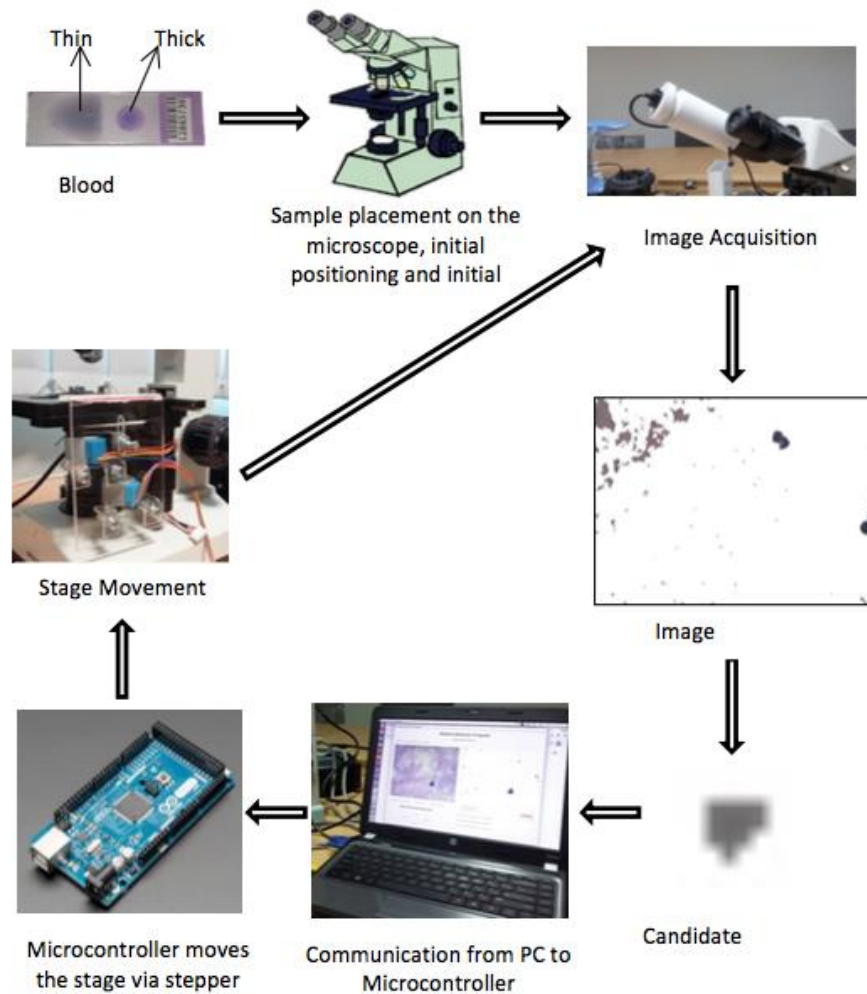 Thin
Thick
Blood
Sample placement on the
microscope, initial
positioning and initial
Image Acquisition
Image
Candidate
Communication from PC to
Microcontroller
Microcontroller moves
the stage via stepper
Stage Movement